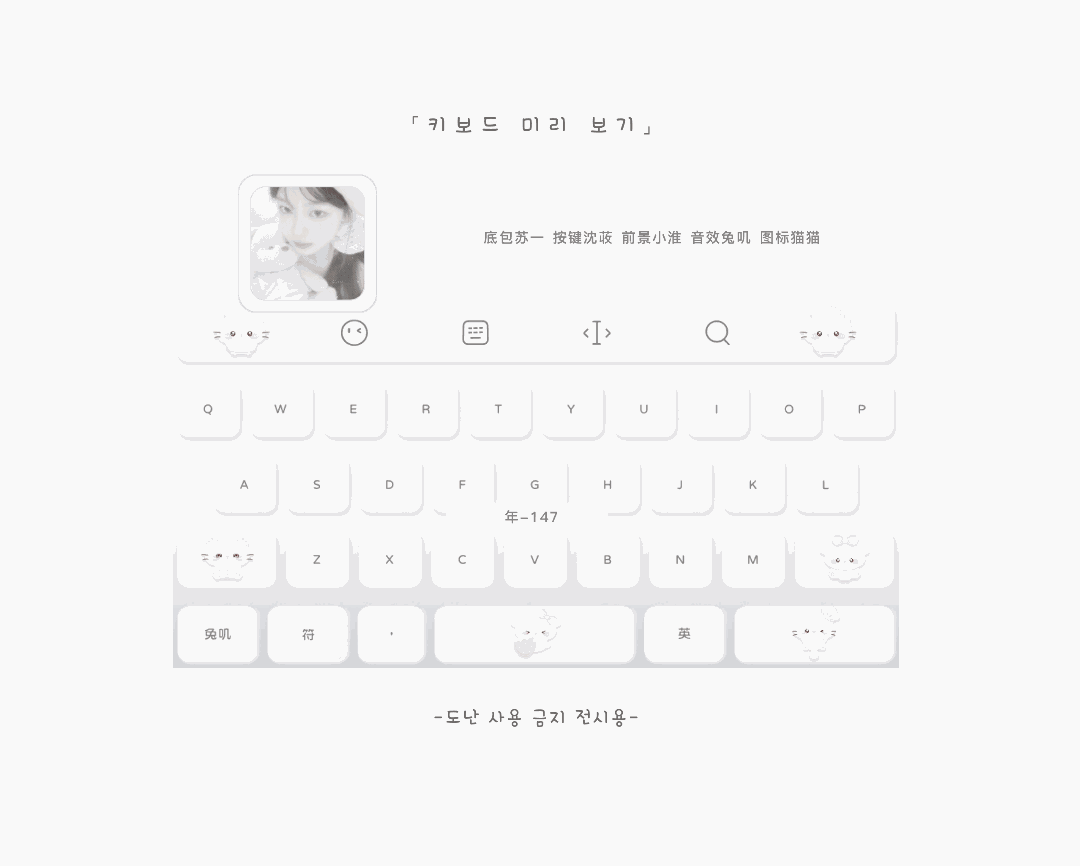 「키보드 미리 보기」
底包苏一 按键沈荍 前景小淮 音效兔叽 图标猫猫
Q W E R T Y U I O P
A S D F G H J K L
年-147
Z X C V B N M
兔叽 符 , 英
-도난 사용 금지 전시용-